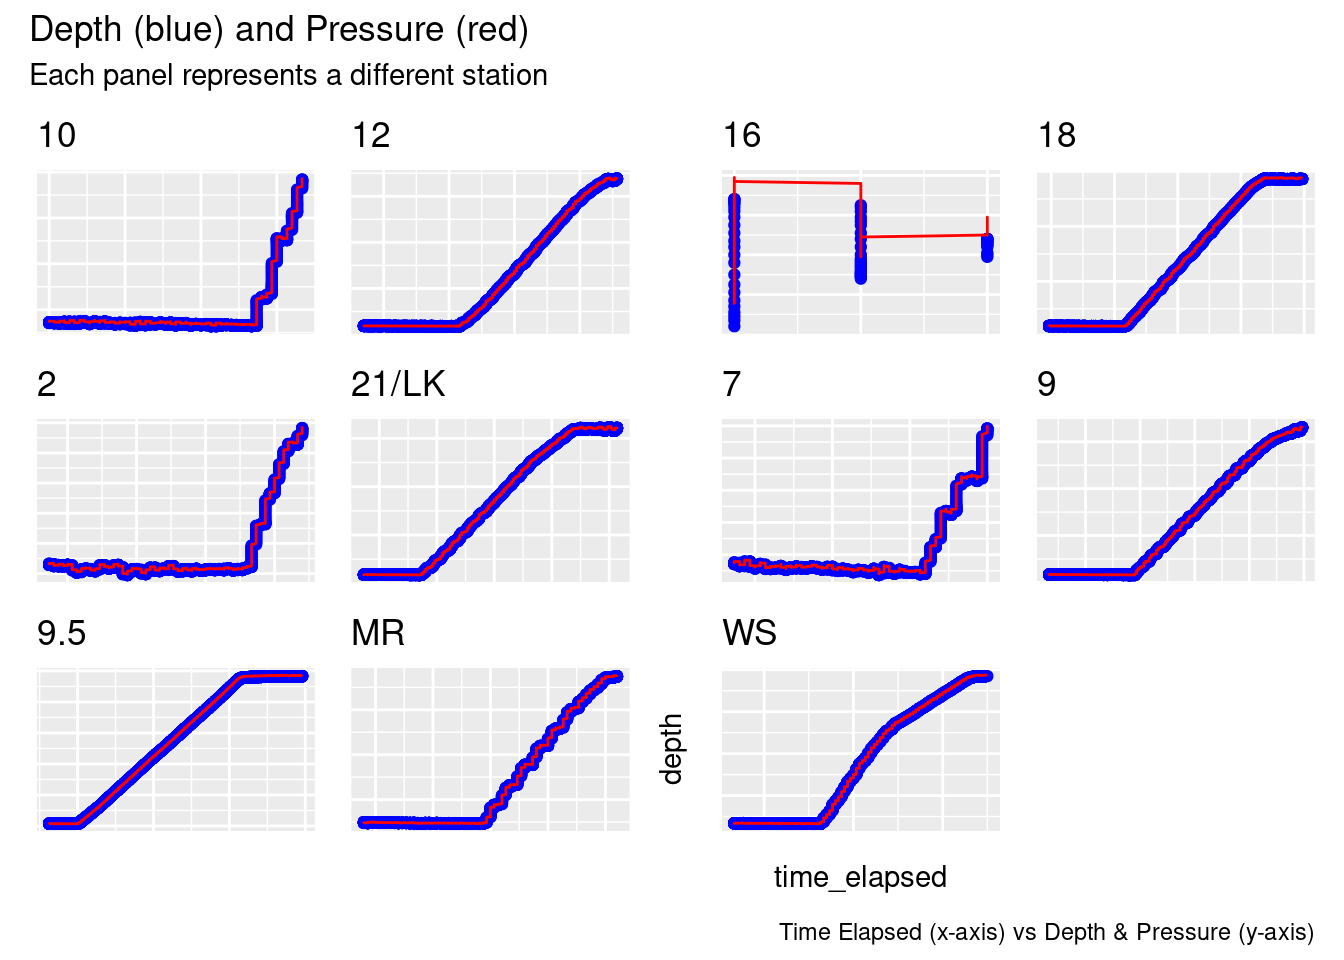 Depth (blue) and Pressure (red)
Each panel represents a different station
10
12
16
18
2
21/LK
7
9
9.5
MR
WS
depth
time_elapsed
Time Elapsed (x-axis) vs Depth & Pressure (y-axis)